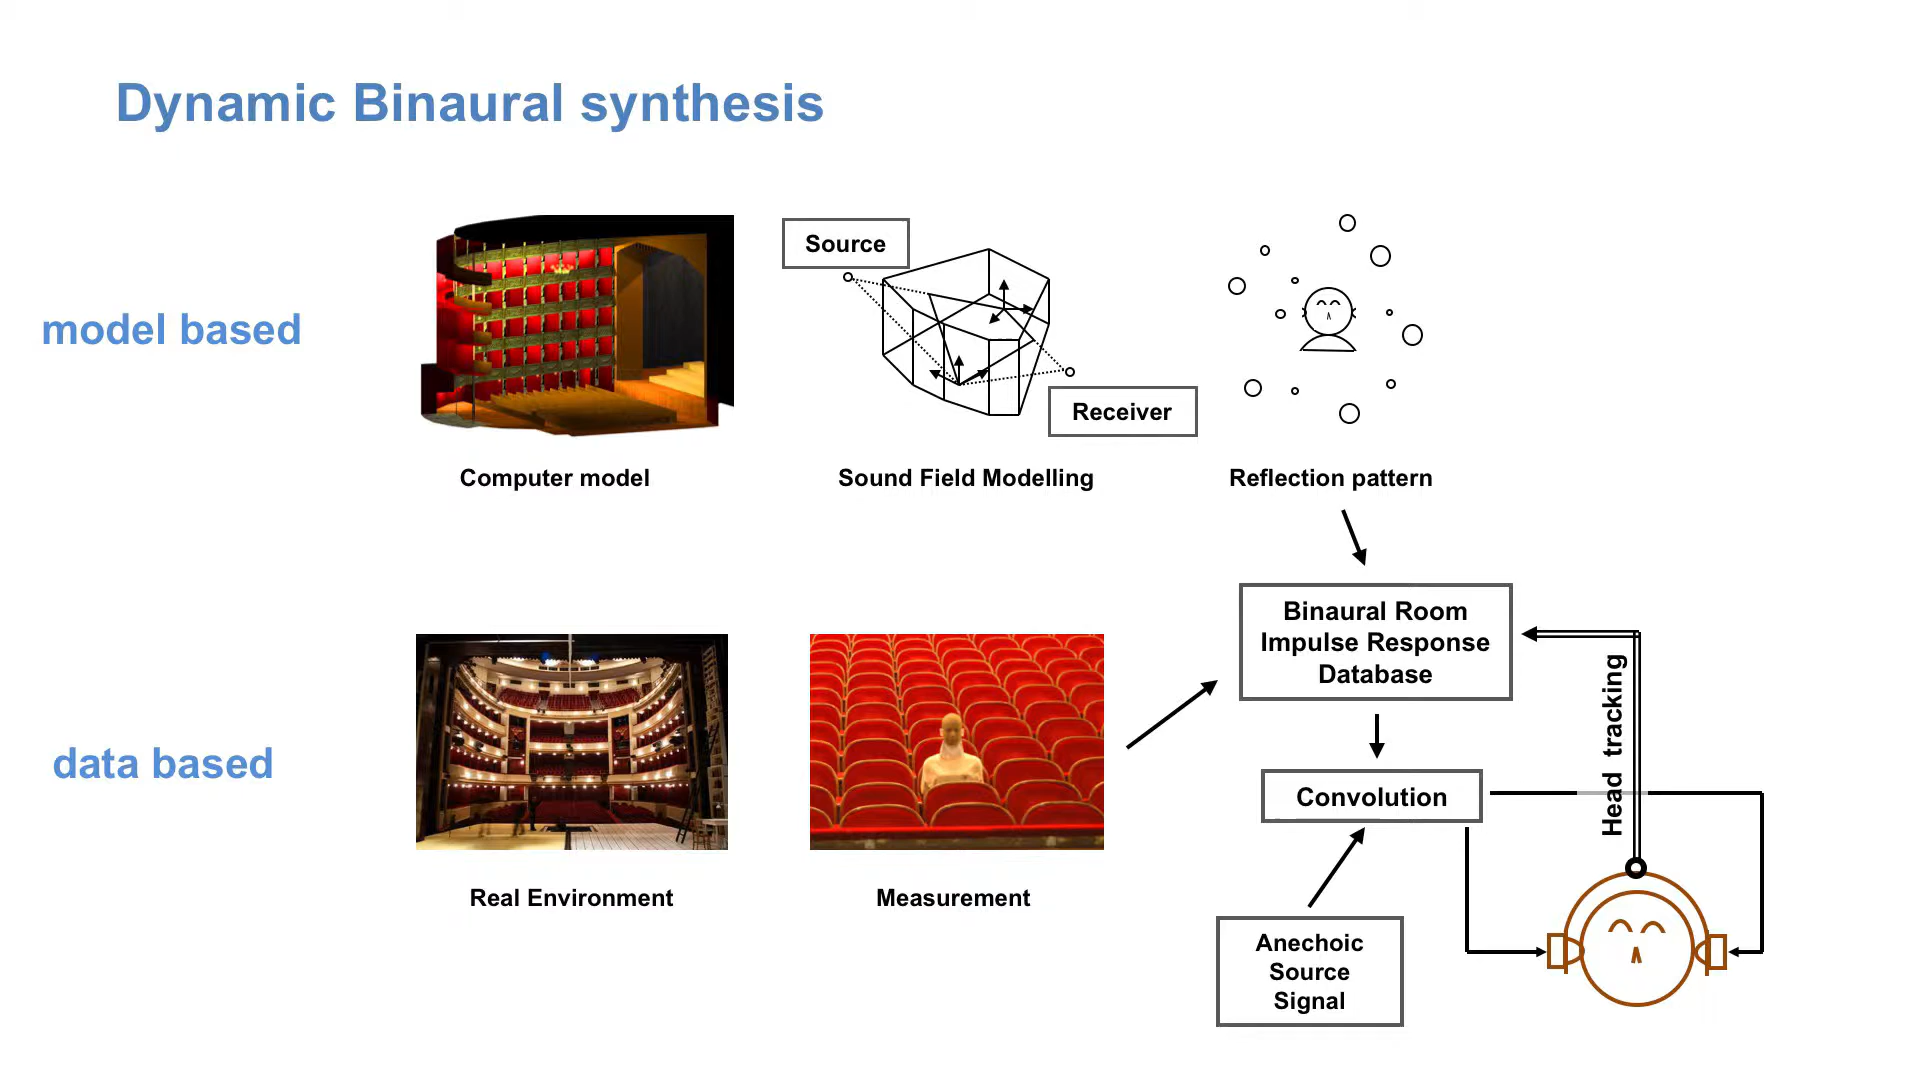 Dynamic Binaural synthesis
model based
Source
Receiver
Computer model
Sound Field Modelling
Reflection pattern
data based
Real Environment
Measurement
Binaural Room
Impulse Response
Database
Head tracking
Convolution
Anechoic
Source
Signal